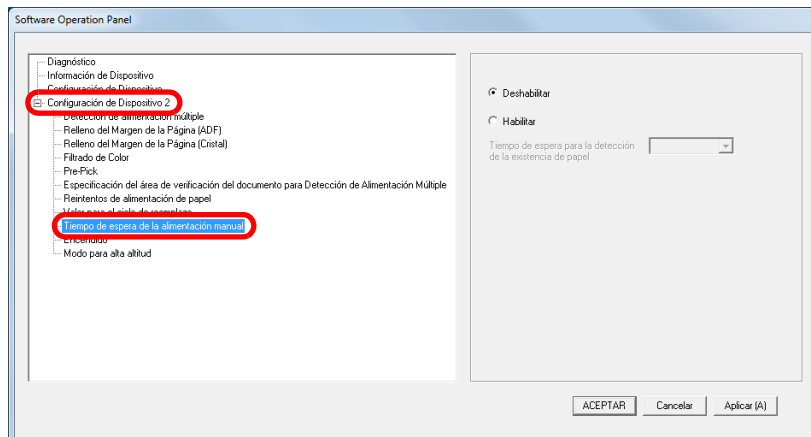 Software Operation Panel
Diagnóstico
Información de Dispositivo
Configuración de Dispositivo
Configuración de Dispositivo 2
Detección de alimentación múltiple
Relleno del Margen de la Página (ADF)
Relleno del Margen de la Página (Cristal)
Filtrado de Color
Pre-Pick
Especificación del área de verificación del documento para Detección de Alimentación Múltiple
Reintentos de alimentación de papel
Valor para el ciclo de reemplazo
Tiempo de espera de la alimentación manual
Encendido
Modo para alta altitud
Deshabilitar
Habilitar
Tiempo de espera para la detección
de la existencia de papel
ACEPTAR Cancelar Aplicar (A)